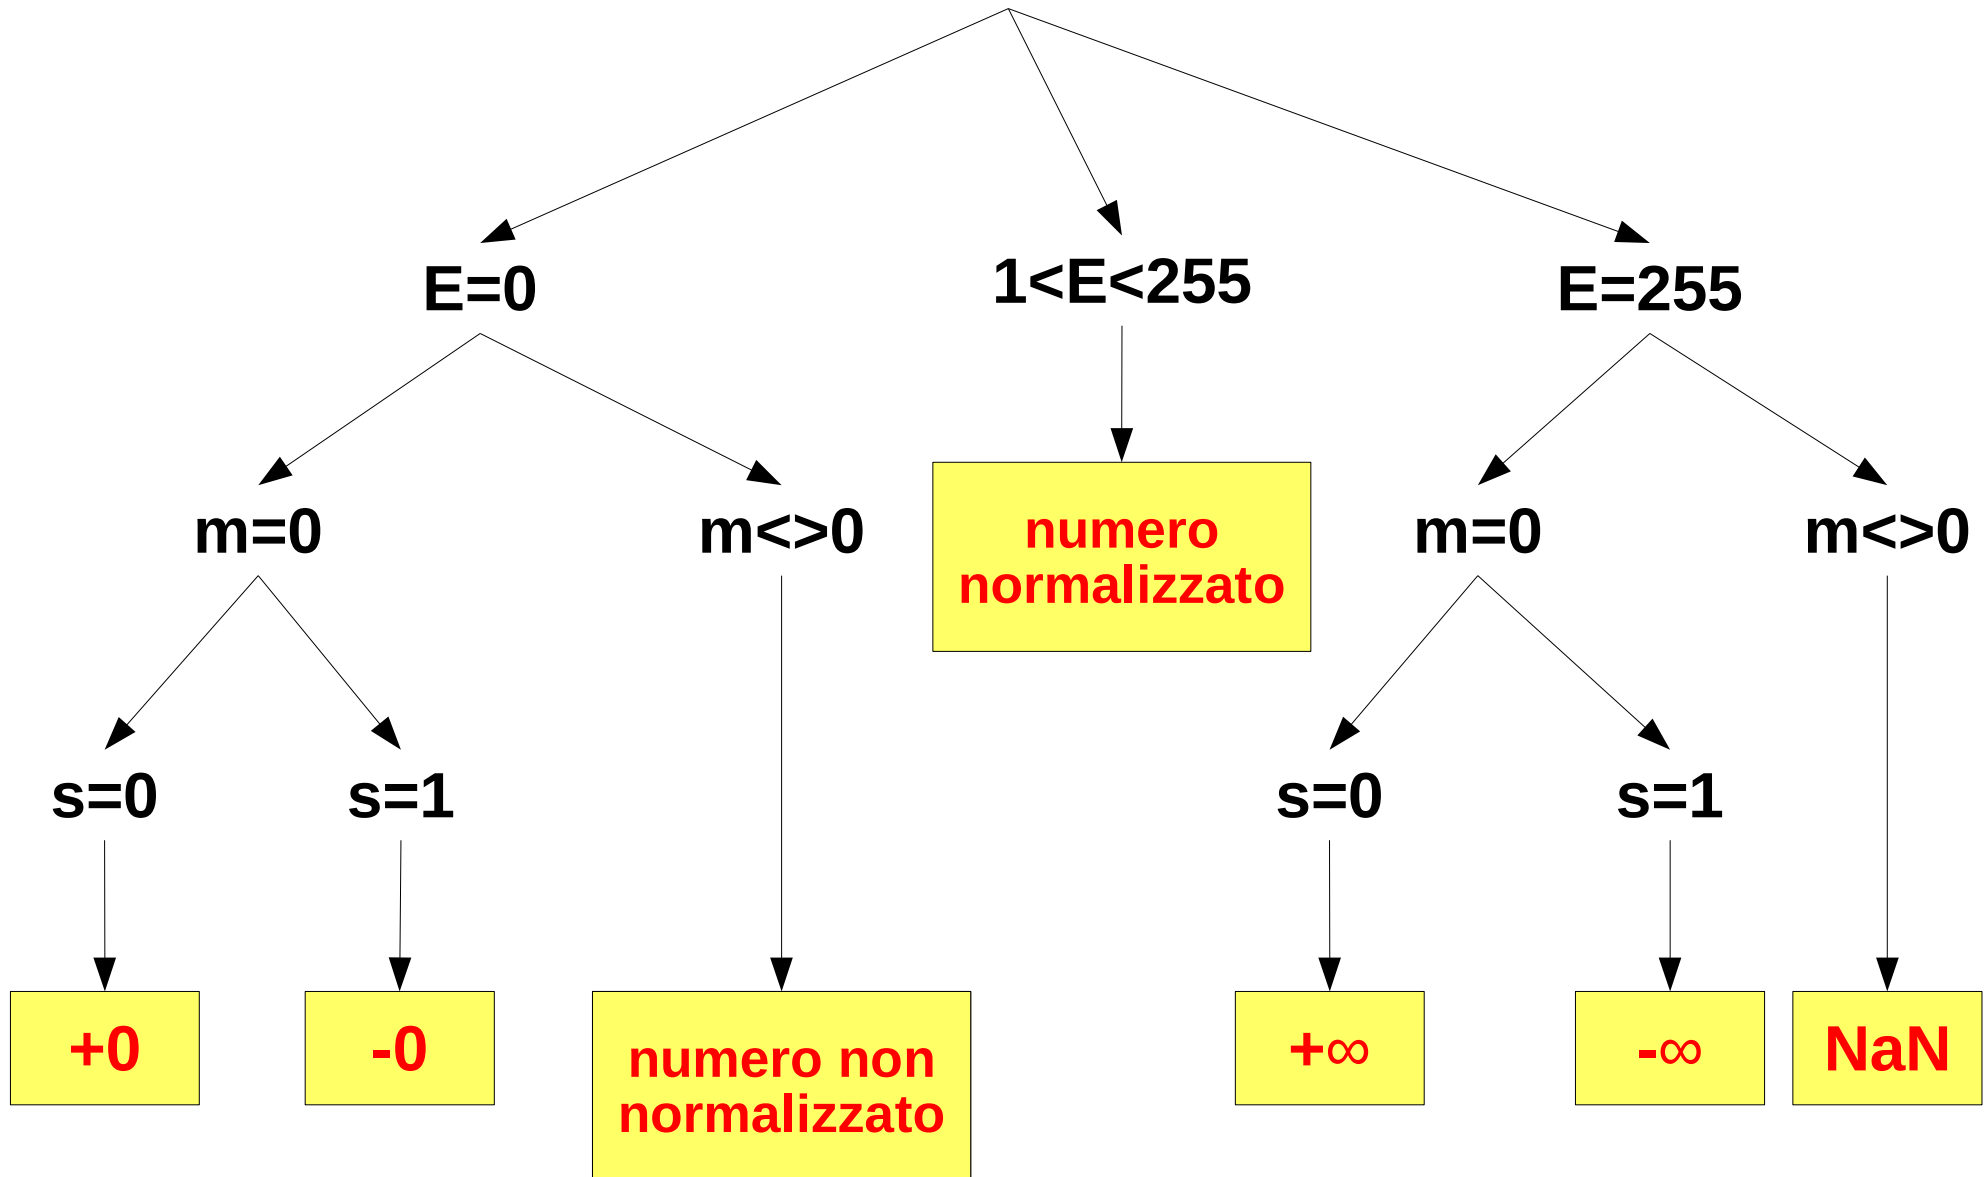 E=0
1<E<255
E=255
m=0
m<>0
numero
normalizzato
m=0
m<>0
s=0
s=1
s=0
s=1
+0
-0
numero non
normalizzato
+∞
-∞
NaN